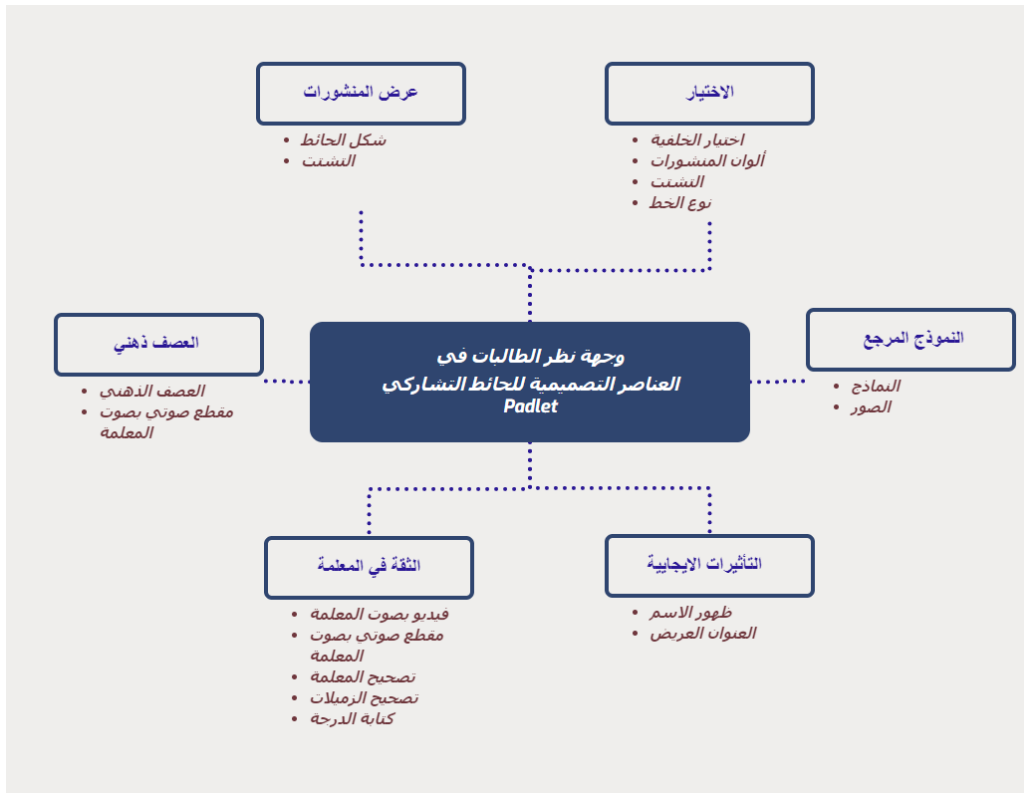 الاختيار
اختيار الخلفية
ألوان المنشورات
التشتت
نوع الخط
عرض المنشورات
شكل الحائط
التشتت
النموذج المرجع
النماذج
الصور
وجهة نظر الطالبات في
العناصر التصميمية للحائط التشاركي
Padlet
العصف ذهني
العصف الذهني
مقطع صوتي بصوت
المعلمة
التأثيرات الايجابية
ظهور الاسم
العنوان العريض
الثقة في المعلمة
فيديو بصوت المعلمة
مقطع صوتي بصوت
المعلمة
تصحيح المعلمة
تصحيح الزميلات
كتابة الدرجة